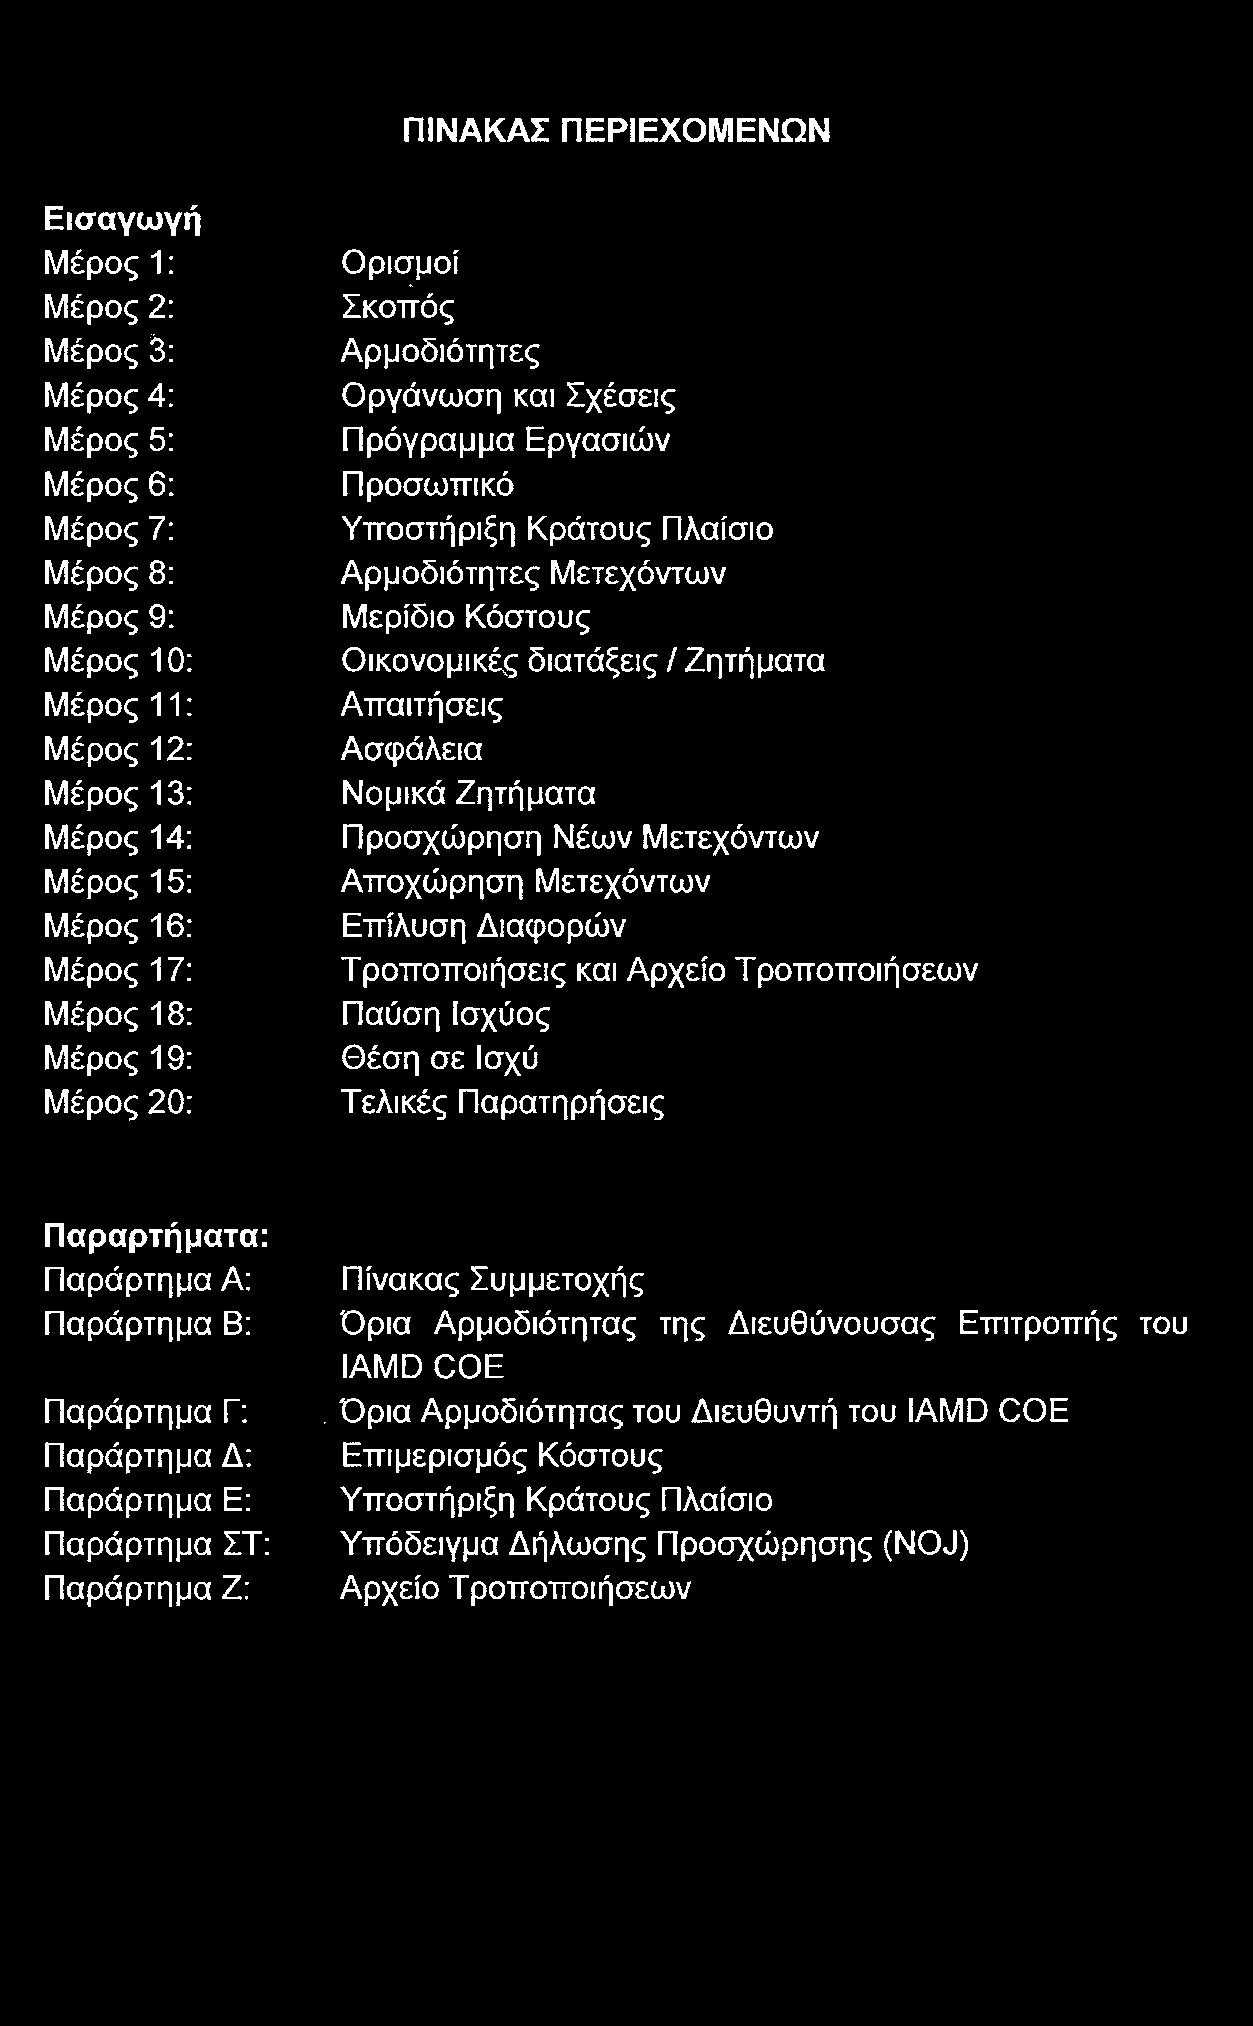 ΠΙΝΑΚΑΣ ΠΕΡΙΕΧΟΜΕΝΩΝ
Εισαγωγή
Μέρος 1: Ορισμοί
Μέρος 2: Σκοπός
Μέρος 3: Αρμοδιότητες
Μέρος 4: Οργάνωση και Σχέσεις
Μέρος 5: Πρόγραμμα Εργασιών
Μέρος 6: Προσωπικό
Μέρος 7: Υποστήριξη Κράτους Πλαίσιο
Μέρος 8: Αρμοδιότητες Μετεχόντων
Μέρος 9: Μερίδιο Κόστους
Μέρος 10: Οικονομικές διατάξεις / Ζητήματα
Μέρος 11: Απαιτήσεις
Μέρος 12: Ασφάλεια
Μέρος 13: Νομικά Ζητήματα
Μέρος 14: Προσχώρηση Νέων Μετεχόντων
Μέρος 15: Αποχώρηση Μετεχόντων
Μέρος 16: Επίλυση Διαφορών
Μέρος 17: Τροποποιήσεις και Αρχείο Τροποποιήσεων
Μέρος 18: Παύση Ισχύος
Μέρος 19: Θέση σε Ισχύ
Μέρος 20: Τελικές Παρατηρήσεις
Παραρτήματα:
Παράρτημα Α: Πίνακας Συμμετοχής
Παράρτημα Β: Όρια Αρμοδιότητας της Διευθύνουσας Επιτροπής του
IAMD COE
Παράρτημα Γ: Όρια Αρμοδιότητας του Διευθυντή του IAMD COE
Παράρτημα Δ: Επιμερισμός Κόστους
Παράρτημα Ε: Υποστήριξη Κράτους Πλαίσιο
Παράρτημα ΣΤ: Υπόδειγμα Δήλωσης Προσχώρησης (NOJ)
Παράρτημα Ζ: Αρχείο Τροποποιήσεων